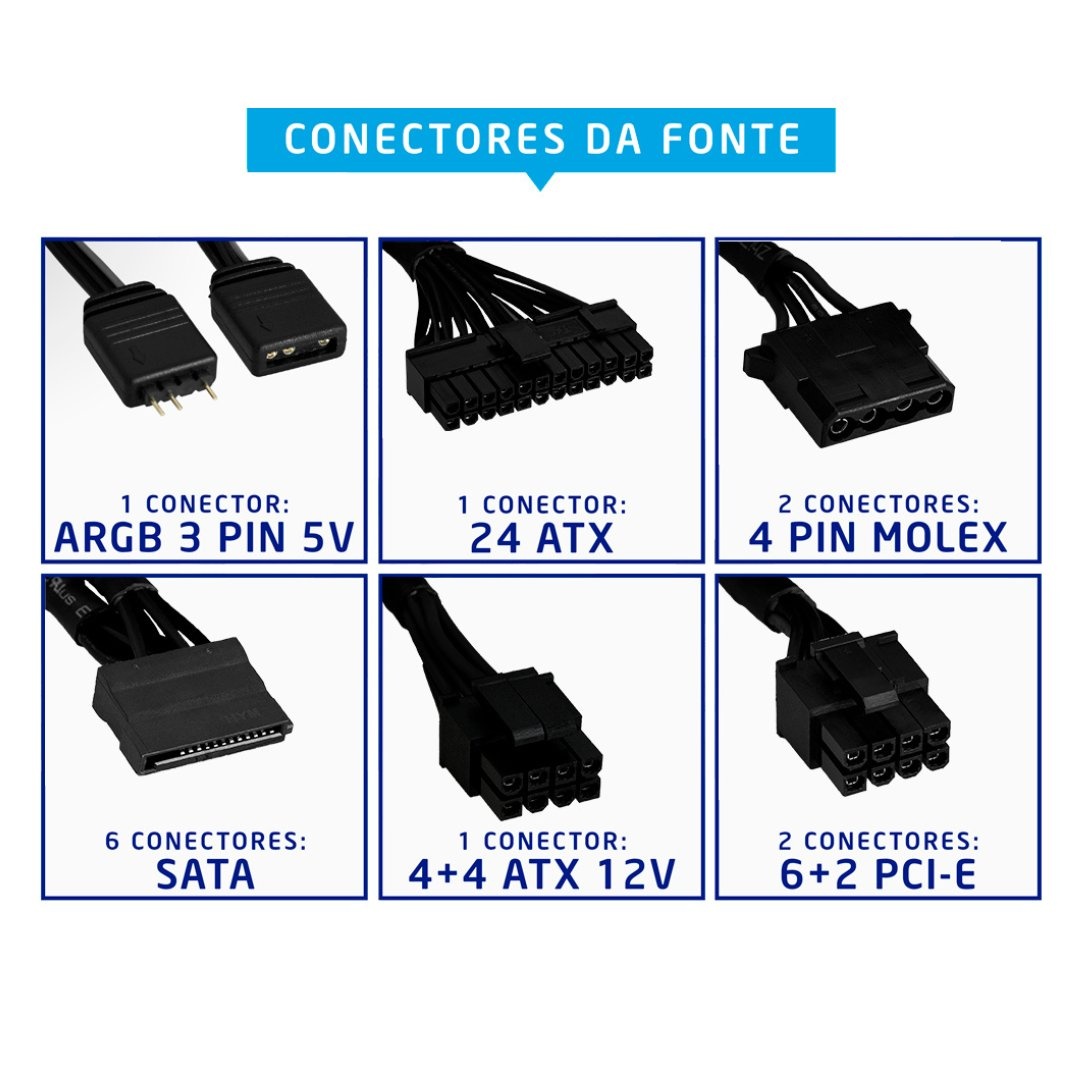 CONECTORES DA FONTE
1 CONECTOR:
ARGB 3 PIN 5V
1 CONECTOR:
24 ATX
2 CONECTORES:
4 PIN MOLEX
6 CONECTORES:
SATA
1 CONECTOR:
4+4 ATX 12V
2 CONECTORES:
6+2 PCI-E